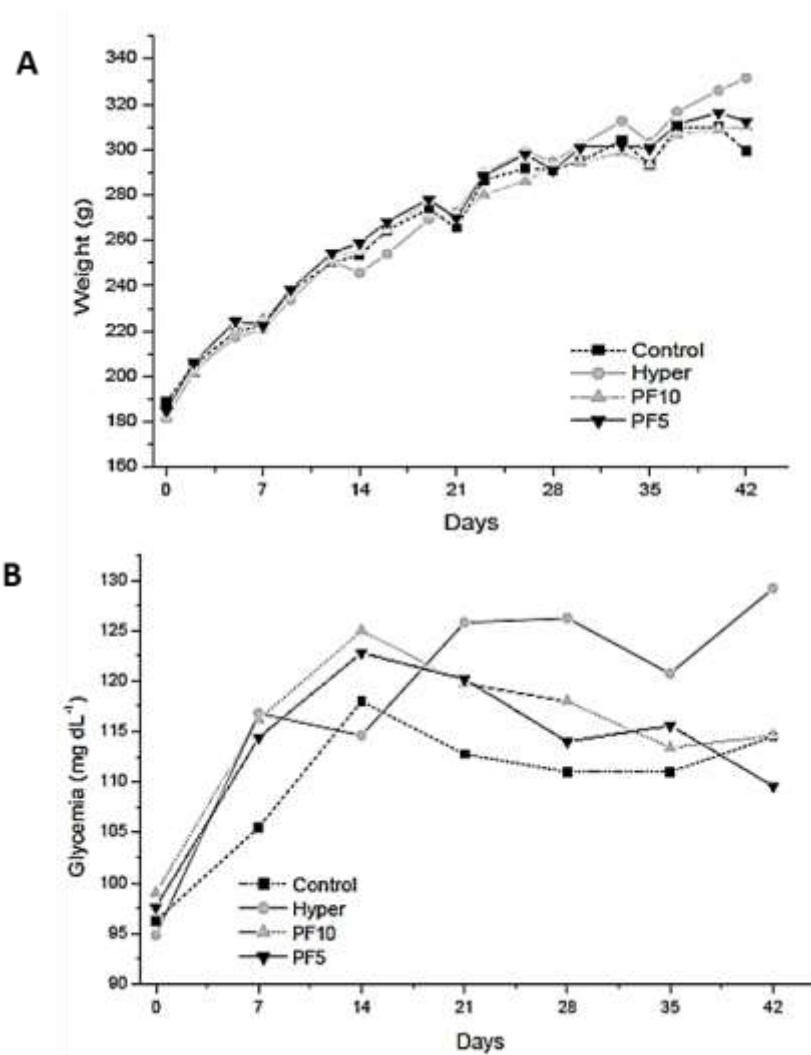 A
340
320
300
280
260
240
220
200
180
160
Weight (g)
Control
Hyper
PF10
PF5
0 7 14 21 28 35 42
Days
B
130
125
120
115
110
105
100
95
90
Glycemia (mg dL⁻¹)
Control
Hyper
PF10
PF5
0 7 14 21 28 35 42
Days